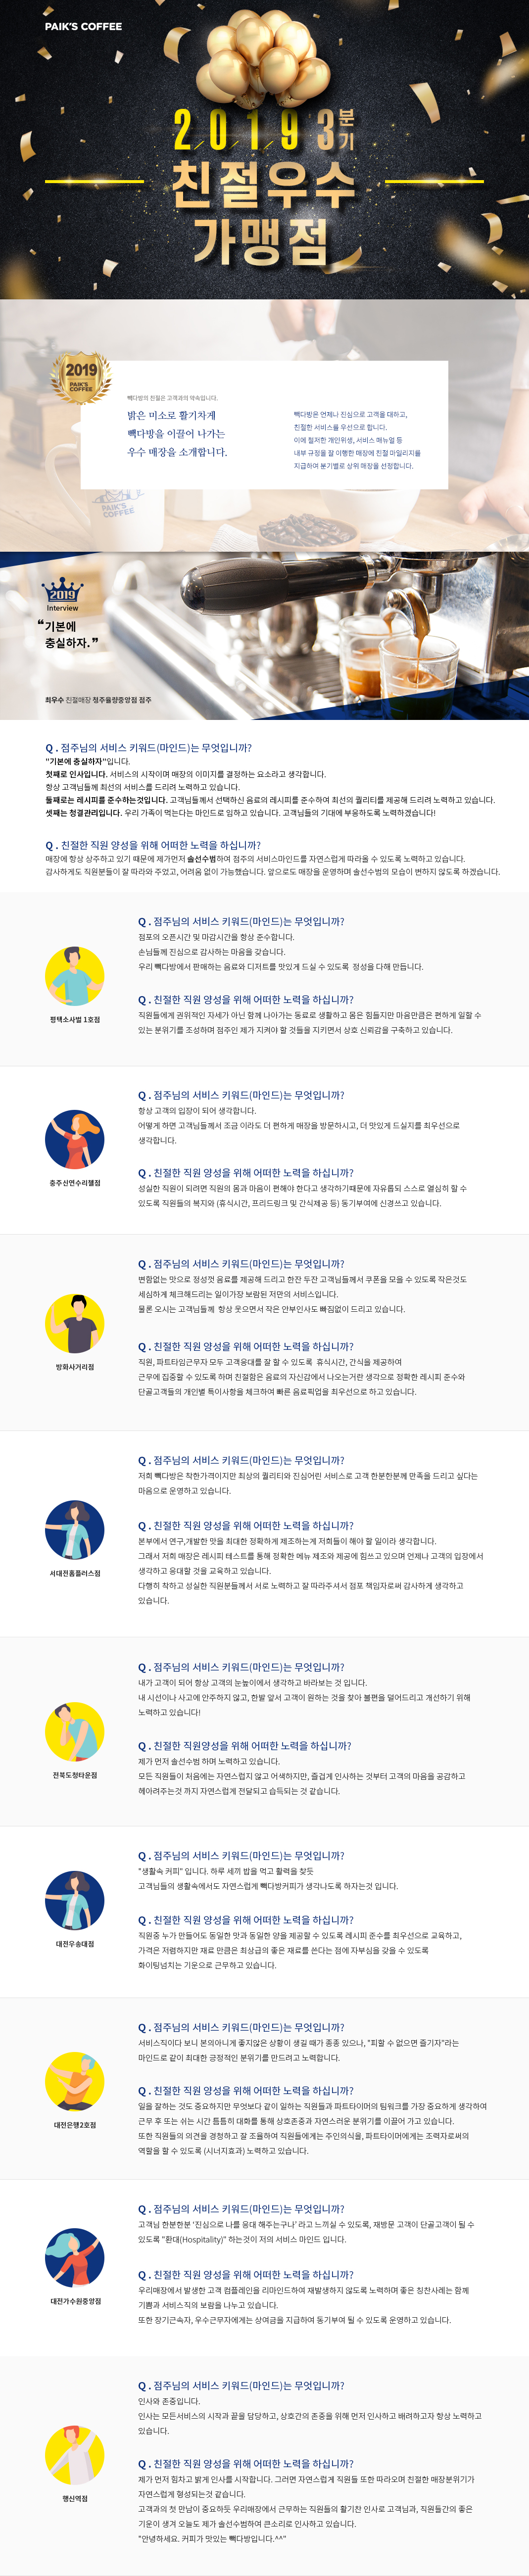 PAIK'S COFFEE
2019 3분기
친절우수
가맹점
2019
PAIK'S COFFEE
빽다방의 친절은 고객과의 약속입니다.
밝은 미소로 활기차게
빽다방을 이끌어 나가는
우수 매장을 소개합니다.
빽다방은 언제나 진심으로 고객을 대하고,
친절한 서비스를 우선으로 합니다.
이에 철저한 개인위생, 서비스 매뉴얼 등
내부 규정을 잘 이행한 매장에 친절 마일리지를
지급하여 분기별로 상위 매장을 선정합니다.
PAIK'S COFFEE
2019
Interview
“기본에
충실하자.”
최우수 친절매장 청주율량중앙점 점주
Q . 점주님의 서비스 키워드(마인드)는 무엇입니까?
"기본에 충실하자"입니다.
첫째로 인사입니다. 서비스의 시작이며 매장의 이미지를 결정하는 요소라고 생각합니다.
항상 고객님들께 최선의 서비스를 드리려 노력하고 있습니다.
둘째로는 레시피를 준수하는것입니다. 고객님들께서 선택하신 음료의 레시피를 준수하여 최선의 퀄리티를 제공해 드리려 노력하고 있습니다.
셋째는 청결관리입니다. 우리 가족이 먹는다는 마인드로 임하고 있습니다. 고객님들의 기대에 부응하도록 노력하겠습니다!
Q . 친절한 직원 양성을 위해 어떠한 노력을 하십니까?
매장에 항상 상주하고 있기 때문에 제가먼저 솔선수범하여 점주의 서비스마인드를 자연스럽게 따라올 수 있도록 노력하고 있습니다.
감사하게도 직원분들이 잘 따라와 주었고, 어려움 없이 가능했습니다. 앞으로도 매장을 운영하며 솔선수범의 모습이 변하지 않도록 하겠습니다.
평택소사벌 1호점
Q . 점주님의 서비스 키워드(마인드)는 무엇입니까?
점포의 오픈시간 및 마감시간을 항상 준수합니다.
손님들께 진심으로 감사하는 마음을 갖습니다.
우리 빽다방에서 판매하는 음료와 디저트를 맛있게 드실 수 있도록 정성을 다해 만듭니다.
Q . 친절한 직원 양성을 위해 어떠한 노력을 하십니까?
직원들에게 권위적인 자세가 아닌 함께 나아가는 동료로 생활하고 몸은 힘들지만 마음만큼은 편하게 일할 수
있는 분위기를 조성하며 점주인 제가 지켜야 할 것들을 지키면서 상호 신뢰감을 구축하고 있습니다.
충주신연수리첼점
Q . 점주님의 서비스 키워드(마인드)는 무엇입니까?
항상 고객의 입장이 되어 생각합니다.
어떻게 하면 고객님들께서 조금 이라도 더 편하게 매장을 방문하시고, 더 맛있게 드실지를 최우선으로
생각합니다.
Q . 친절한 직원 양성을 위해 어떠한 노력을 하십니까?
성실한 직원이 되려면 직원의 몸과 마음이 편해야 한다고 생각하기때문에 자유롭되 스스로 열심히 할 수
있도록 직원들의 복지와 (휴식시간, 프리드링크 및 간식제공 등) 동기부여에 신경쓰고 있습니다.
방화사거리점
Q . 점주님의 서비스 키워드(마인드)는 무엇입니까?
변함없는 맛으로 정성껏 음료를 제공해 드리고 한잔 두잔 고객님들께서 쿠폰을 모을 수 있도록 작은것도
세심하게 체크해드리는 일이가장 보람된 저만의 서비스입니다.
물론 오시는 고객님들께 항상 웃으면서 작은 안부인사도 빠짐없이 드리고 있습니다.
Q . 친절한 직원 양성을 위해 어떠한 노력을 하십니까?
직원, 파트타임근무자 모두 고객응대를 잘 할 수 있도록 휴식시간, 간식을 제공하여
근무에 집중할 수 있도록 하며 친절함은 음료의 자신감에서 나오는거란 생각으로 정확한 레시피 준수와
단골고객들의 개인별 특이사항을 체크하여 빠른 음료픽업을 최우선으로 하고 있습니다.
서대전홈플러스점
Q . 점주님의 서비스 키워드(마인드)는 무엇입니까?
저희 빽다방은 착한가격이지만 최상의 퀄리티와 진심어린 서비스로 고객 한분한분께 만족을 드리고 싶다는
마음으로 운영하고 있습니다.
Q . 친절한 직원 양성을 위해 어떠한 노력을 하십니까?
본부에서 연구,개발한 맛을 최대한 정확하게 제조하는게 저희들이 해야 할 일이라 생각합니다.
그래서 저희 매장은 레시피 테스트를 통해 정확한 메뉴 제조와 제공에 힘쓰고 있으며 언제나 고객의 입장에서
생각하고 응대할 것을 교육하고 있습니다.
다행히 착하고 성실한 직원분들께서 서로 노력하고 잘 따라주셔서 점포 책임자로써 감사하게 생각하고
있습니다.
전북도청타운점
Q . 점주님의 서비스 키워드(마인드)는 무엇입니까?
내가 고객이 되어 항상 고객의 눈높이에서 생각하고 바라보는 것 입니다.
내 시선이나 사고에 안주하지 않고, 한발 앞서 고객이 원하는 것을 찾아 불편을 덜어드리고 개선하기 위해
노력하고 있습니다!
Q . 친절한 직원양성을 위해 어떠한 노력을 하십니까?
제가 먼저 솔선수범 하며 노력하고 있습니다.
모든 직원들이 처음에는 자연스럽지 않고 어색하지만, 즐겁게 인사하는 것부터 고객의 마음을 공감하고
헤아려주는것 까지 자연스럽게 전달되고 습득되는 것 같습니다.
대전우송대점
Q . 점주님의 서비스 키워드(마인드)는 무엇입니까?
"생활속 커피" 입니다. 하루 세끼 밥을 먹고 활력을 찾듯
고객님들의 생활속에서도 자연스럽게 빽다방커피가 생각나도록 하자는것 입니다.
Q . 친절한 직원 양성을 위해 어떠한 노력을 하십니까?
직원중 누가 만들어도 동일한 맛과 동일한 양을 제공할 수 있도록 레시피 준수를 최우선으로 교육하고,
가격은 저렴하지만 재료 만큼은 최상급의 좋은 재료를 쓴다는 점에 자부심을 갖을 수 있도록
화이팅넘치는 기운으로 근무하고 있습니다.
대전은행2호점
Q . 점주님의 서비스 키워드(마인드)는 무엇입니까?
서비스직이다 보니 본의아니게 좋지않은 상황이 생길 때가 종종 있으나, "피할 수 없으면 즐기자"라는
마인드로 같이 최대한 긍정적인 분위기를 만드려고 노력합니다.
Q . 친절한 직원 양성을 위해 어떠한 노력을 하십니까?
일을 잘하는 것도 중요하지만 무엇보다 같이 일하는 직원들과 파트타이머의 팀워크를 가장 중요하게 생각하여
근무 후 또는 쉬는 시간 틈틈히 대화를 통해 상호존중과 자연스러운 분위기를 이끌어 가고 있습니다.
또한 직원들의 의견을 경청하고 잘 조율하여 직원들에게는 주인의식을, 파트타이머에게는 조력자로써의
역할을 할 수 있도록 (시너지효과) 노력하고 있습니다.
대전가수원중앙점
Q . 점주님의 서비스 키워드(마인드)는 무엇입니까?
고객님 한분한분 '진심으로 나를 응대 해주는구나' 라고 느끼실 수 있도록, 재방문 고객이 단골고객이 될 수
있도록 "환대(Hospitality)" 하는것이 저의 서비스 마인드 입니다.
Q . 친절한 직원 양성을 위해 어떠한 노력을 하십니까?
우리매장에서 발생한 고객 컴플레인을 리마인드하여 재발생하지 않도록 노력하며 좋은 칭찬사례는 함께
기쁨과 서비스직의 보람을 나누고 있습니다.
또한 장기근속자, 우수근무자에게는 상여금을 지급하여 동기부여 될 수 있도록 운영하고 있습니다.
행신역점
Q . 점주님의 서비스 키워드(마인드)는 무엇입니까?
인사와 존중입니다.
인사는 모든서비스의 시작과 끝을 담당하고, 상호간의 존중을 위해 먼저 인사하고 배려하고자 항상 노력하고
있습니다.
Q . 친절한 직원 양성을 위해 어떠한 노력을 하십니까?
제가 먼저 힘차고 밝게 인사를 시작합니다. 그러면 자연스럽게 직원들 또한 따라오며 친절한 매장분위기가
자연스럽게 형성되는것 같습니다.
고객과의 첫 만남이 중요하듯 우리매장에서 근무하는 직원들의 활기찬 인사로 고객님과, 직원들간의 좋은
기운이 생겨 오늘도 제가 솔선수범하여 큰소리로 인사하고 있습니다.
"안녕하세요. 커피가 맛있는 빽다방입니다.^^"